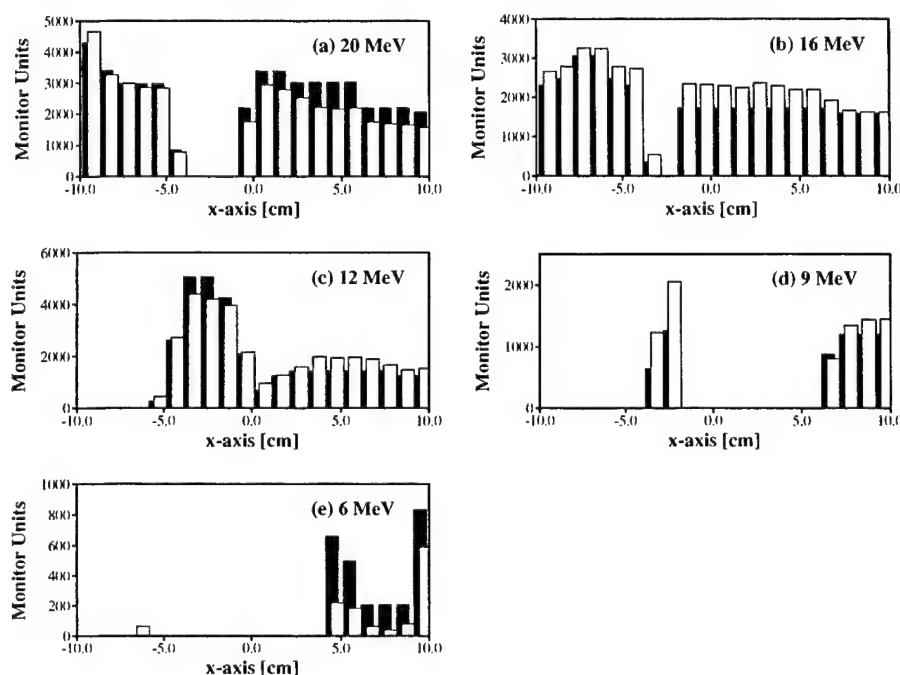 (a) 20 MeV
Monitor Units
5000
4000
3000
2000
1000
0
-10.0 -5.0 0.0 5.0 10.0
x-axis [cm]
(b) 16 MeV
Monitor Units
4000
3000
2000
1000
0
-10.0 -5.0 0.0 5.0 10.0
x-axis [cm]
(c) 12 MeV
Monitor Units
6000
4000
2000
0
-10.0 -5.0 0.0 5.0 10.0
x-axis [cm]
(d) 9 MeV
Monitor Units
2000
1000
0
-10.0 -5.0 0.0 5.0 10.0
x-axis [cm]
(e) 6 MeV
Monitor Units
1000
800
600
400
200
0
-10.0 -5.0 0.0 5.0 10.0
x-axis [cm]